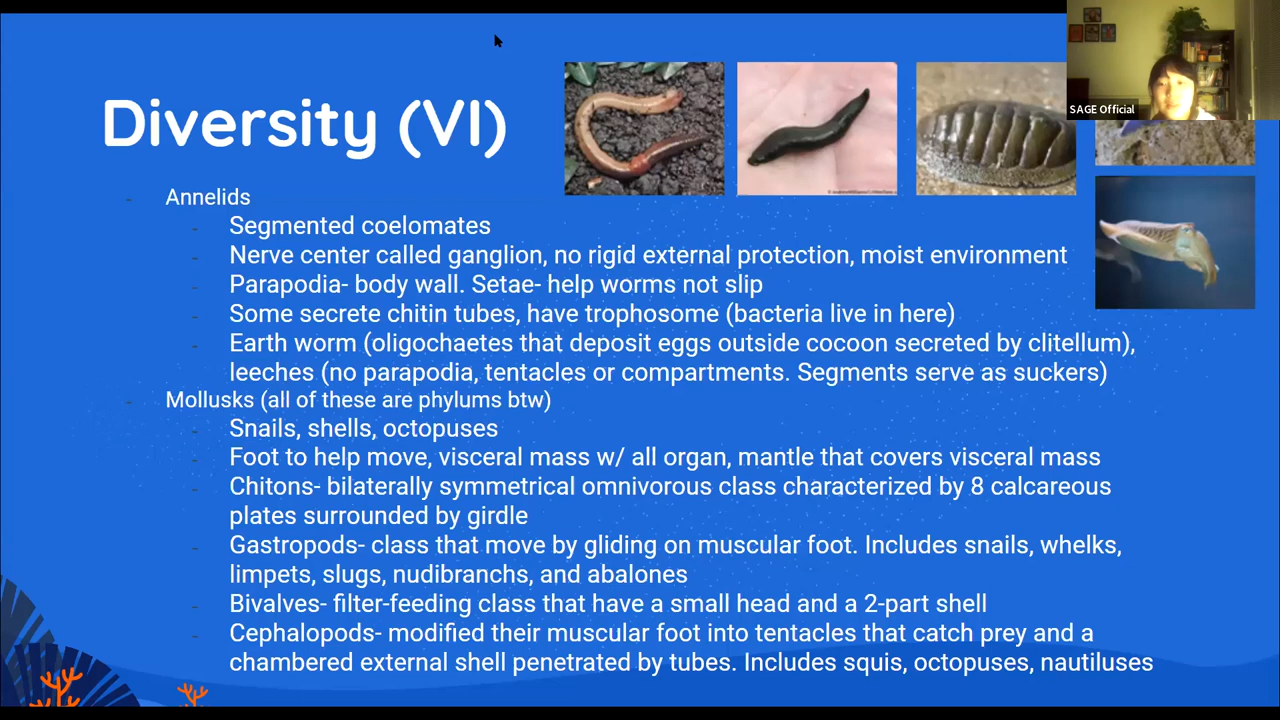 SAGE Official
Diversity (VI)
- Annelids
- Segmented coelomates
- Nerve center called ganglion, no rigid external protection, moist environment
- Parapodia- body wall. Setae- help worms not slip
- Some secrete chitin tubes, have trophosome (bacteria live in here)
- Earth worm (oligochaetes that deposit eggs outside cocoon secreted by clitellum),
leeches (no parapodia, tentacles or compartments. Segments serve as suckers)
- Mollusks (all of these are phylums btw)
- Snails, shells, octopuses
- Foot to help move, visceral mass w/ all organ, mantle that covers visceral mass
- Chitons- bilaterally symmetrical omnivorous class characterized by 8 calcareous
plates surrounded by girdle
- Gastropods- class that move by gliding on muscular foot. Includes snails, whelks,
limpets, slugs, nudibranchs, and abalones
- Bivalves- filter-feeding class that have a small head and a 2-part shell
- Cephalopods- modified their muscular foot into tentacles that catch prey and a
chambered external shell penetrated by tubes. Includes squis, octopuses, nautiluses